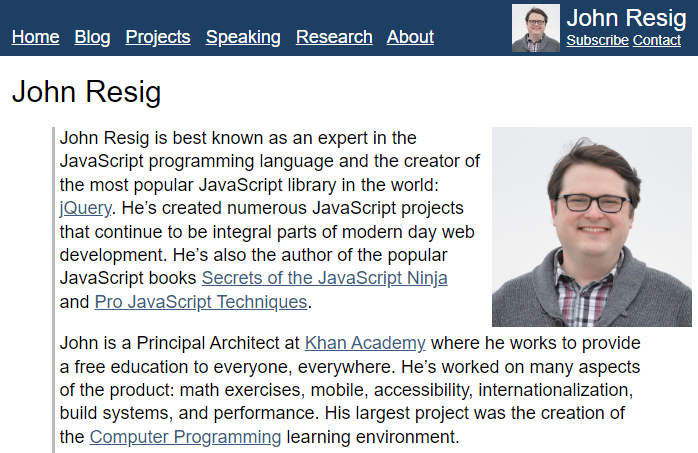 Home Blog Projects Speaking Research About
John Resig
Subscribe Contact
John Resig
John Resig is best known as an expert in the
JavaScript programming language and the creator of
the most popular JavaScript library in the world:
jQuery. He’s created numerous JavaScript projects
that continue to be integral parts of modern day web
development. He’s also the author of the popular
JavaScript books Secrets of the JavaScript Ninja
and Pro JavaScript Techniques.
John is a Principal Architect at Khan Academy where he works to provide
a free education to everyone, everywhere. He’s worked on many aspects
of the product: math exercises, mobile, accessibility, internationalization,
build systems, and performance. His largest project was the creation of
the Computer Programming learning environment.